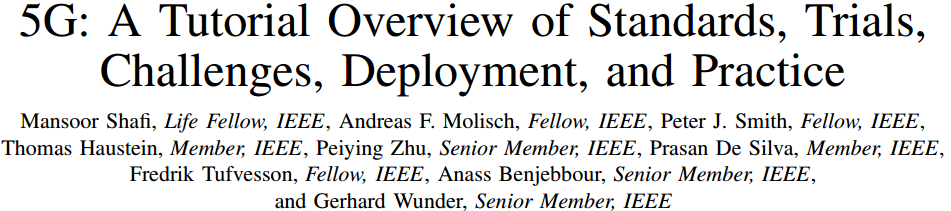 5G: A Tutorial Overview of Standards, Trials,
Challenges, Deployment, and Practice
Mansoor Shafi, Life Fellow, IEEE, Andreas F. Molisch, Fellow, IEEE, Peter J. Smith, Fellow, IEEE,
Thomas Haustein, Member, IEEE, Peiying Zhu, Senior Member, IEEE, Prasan De Silva, Member, IEEE,
Fredrik Tufvesson, Fellow, IEEE, Anass Benjebbour, Senior Member, IEEE,
and Gerhard Wunder, Senior Member, IEEE